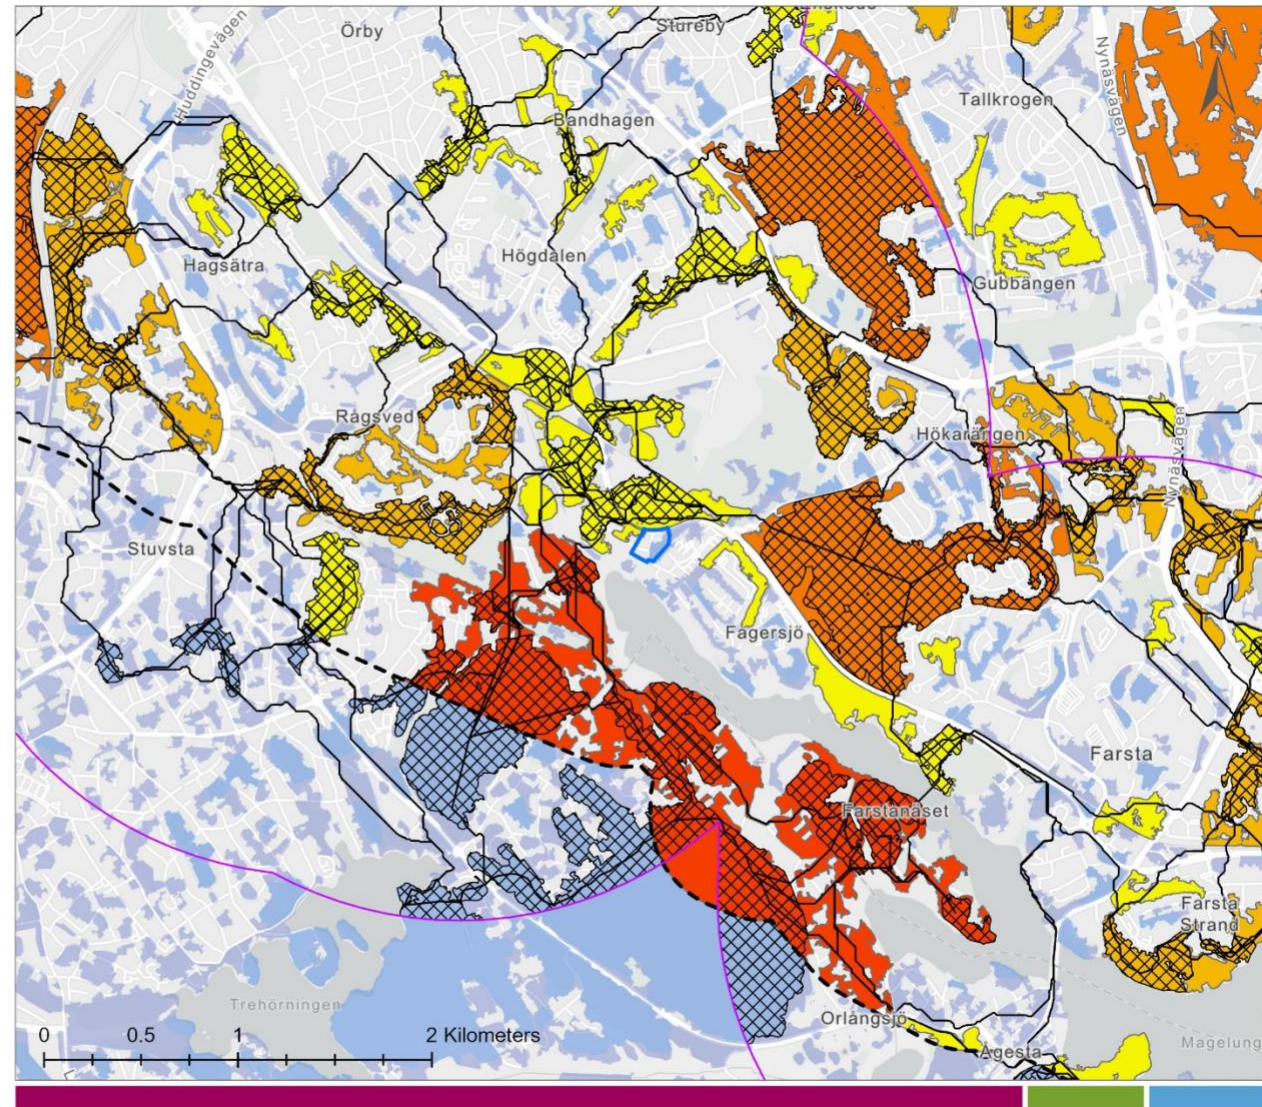 Örby
Stureby
Huddingevägen
N
Nynäsvägen
Tallkrogen
Bandhagen
Högdalen
Hagsätra
Gubbängen
Rågsved
Hökarängen
Nynäsvägen
Stuvsta
Fagersjö
Farsta
Farstanäset
Farsta
Strand
Trehörningen
Orlångsjö
0 0.5 1 2 Kilometers
Ågesta
Magelung